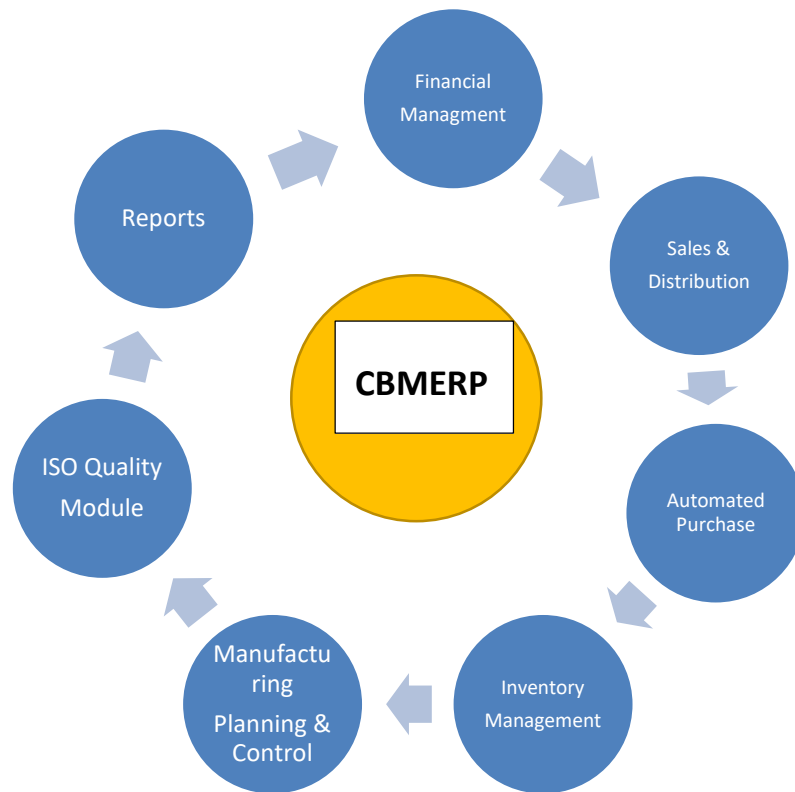 Financial
Managment
Sales &
Distribution
Automated
Purchase
Inventory
Management
Manufactu
ring
Planning &
Control
ISO Quality
Module
Reports
CBMERP